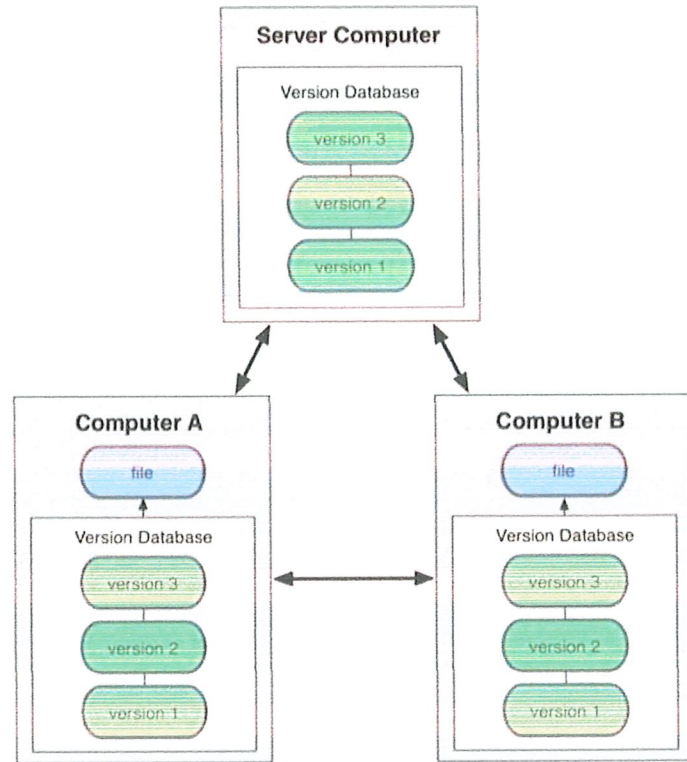 Server Computer
Version Database
version 3
version 2
version 1
Computer A
file
Version Database
version 3
version 2
version 1
Computer B
file
Version Database
version 3
version 2
version 1